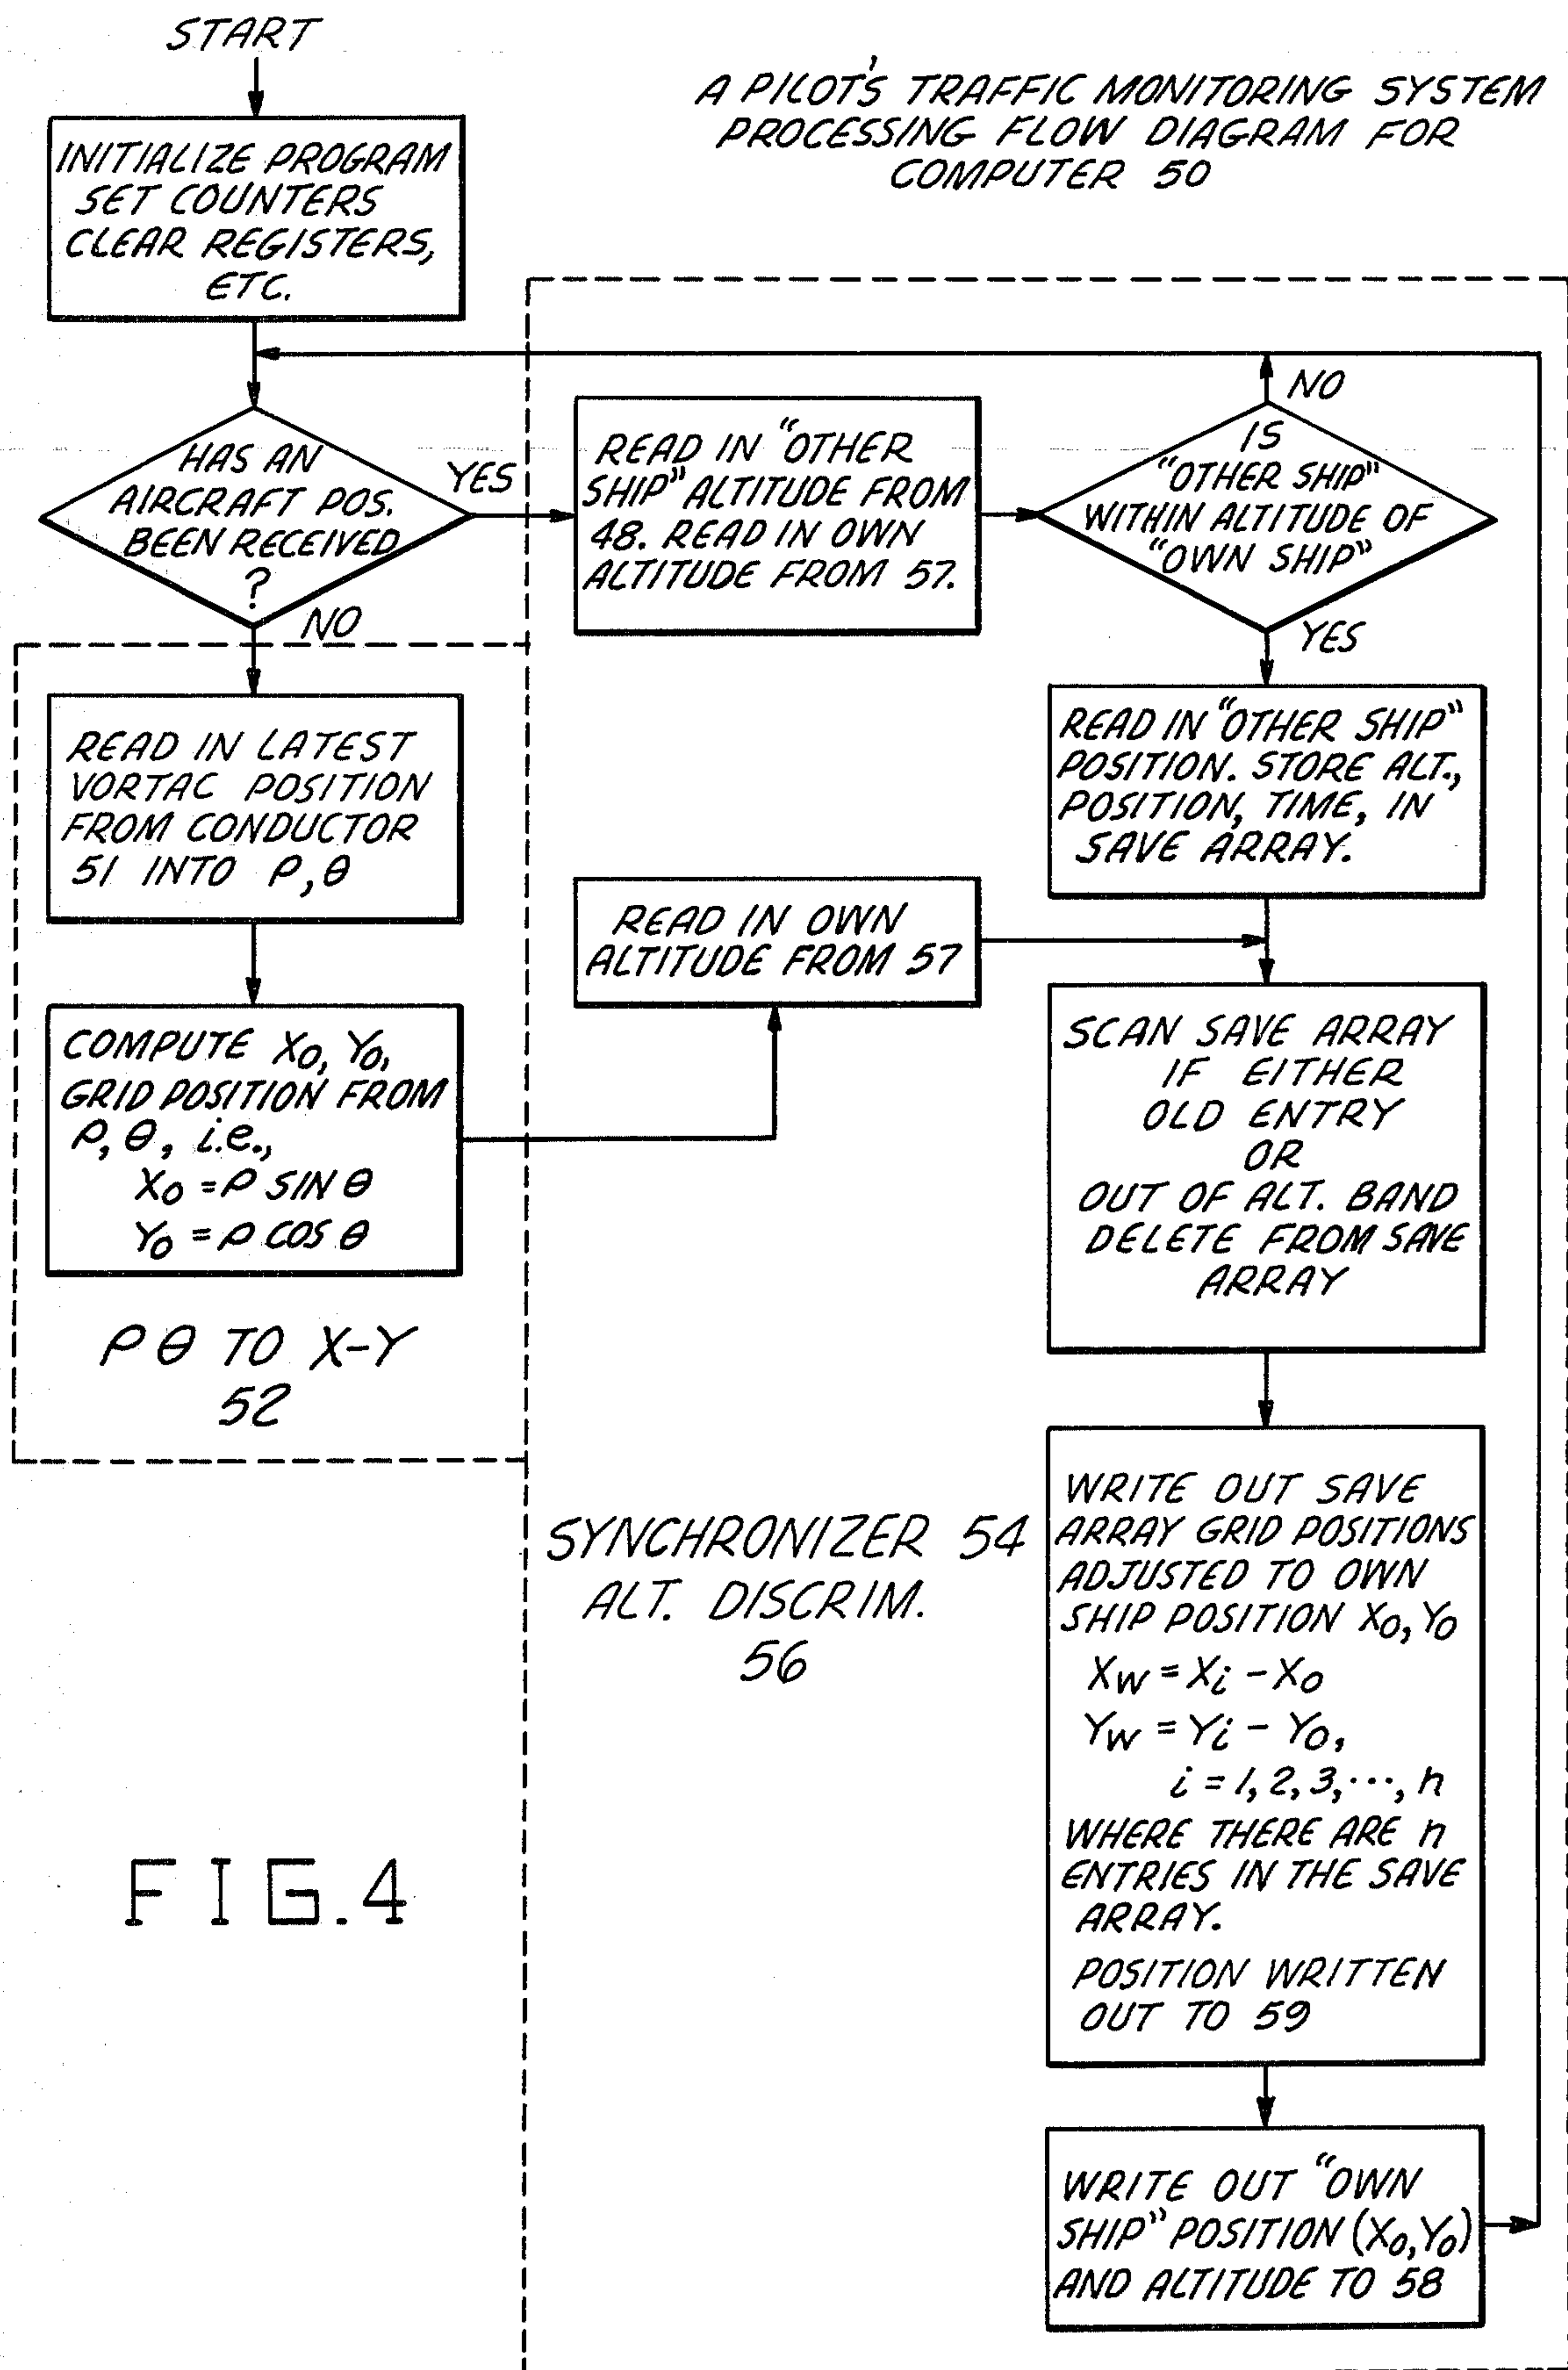 START
A PILOT'S TRAFFIC MONITORING SYSTEM
PROCESSING FLOW DIAGRAM FOR
COMPUTER 50
INITIALIZE PROGRAM
SET COUNTERS
CLEAR REGISTERS,
ETC.
HAS AN
AIRCRAFT POS.
BEEN RECEIVED
?
YES
NO
READ IN "OTHER
SHIP" ALTITUDE FROM
48. READ IN OWN
ALTITUDE FROM 57.
NO
IS
"OTHER SHIP"
WITHIN ALTITUDE OF
"OWN SHIP"
YES
READ IN LATEST
VORTAC POSITION
FROM CONDUCTOR
51 INTO ρ, θ
READ IN "OTHER SHIP"
POSITION. STORE ALT.,
POSITION, TIME, IN
SAVE ARRAY.
READ IN OWN
ALTITUDE FROM 57
COMPUTE X₀, Y₀,
GRID POSITION FROM
ρ, θ, i.e.,
X₀ = ρ SIN θ
Y₀ = ρ COS θ
ρ θ TO X-Y
52
SCAN SAVE ARRAY
IF EITHER
OLD ENTRY
OR
OUT OF ALT. BAND
DELETE FROM SAVE
ARRAY
SYNCHRONIZER 54
ALT. DISCRIM.
56
WRITE OUT SAVE
ARRAY GRID POSITIONS
ADJUSTED TO OWN
SHIP POSITION X₀, Y₀
Xw = Xi - X₀
Yw = Yi - Y₀,
i = 1, 2, 3, ···, n
WHERE THERE ARE n
ENTRIES IN THE SAVE
ARRAY.
POSITION WRITTEN
OUT TO 59
WRITE OUT "OWN
SHIP" POSITION (X₀, Y₀)
AND ALTITUDE TO 58
FIG. 4